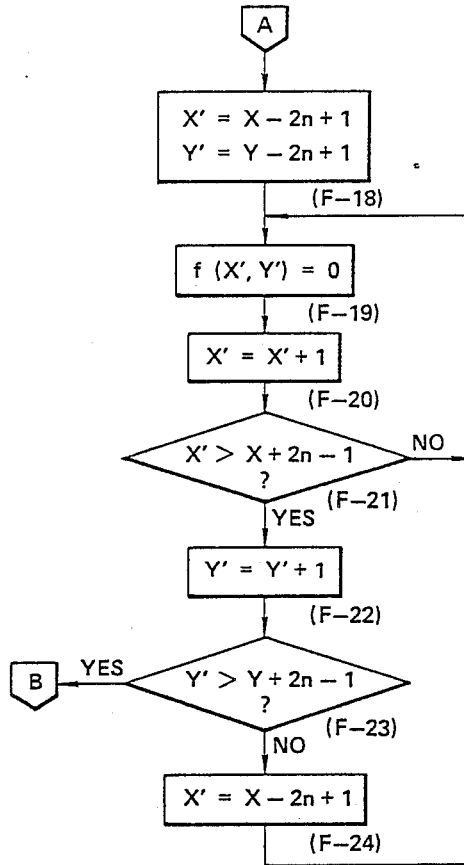 A
X' = X – 2n + 1
Y' = Y – 2n + 1
(F–18)
f (X', Y') = 0
(F–19)
X' = X' + 1
(F–20)
X' > X + 2n – 1
?
NO
(F–21)
YES
Y' = Y' + 1
(F–22)
B
YES
Y' > Y + 2n – 1
?
(F–23)
NO
X' = X – 2n + 1
(F–24)